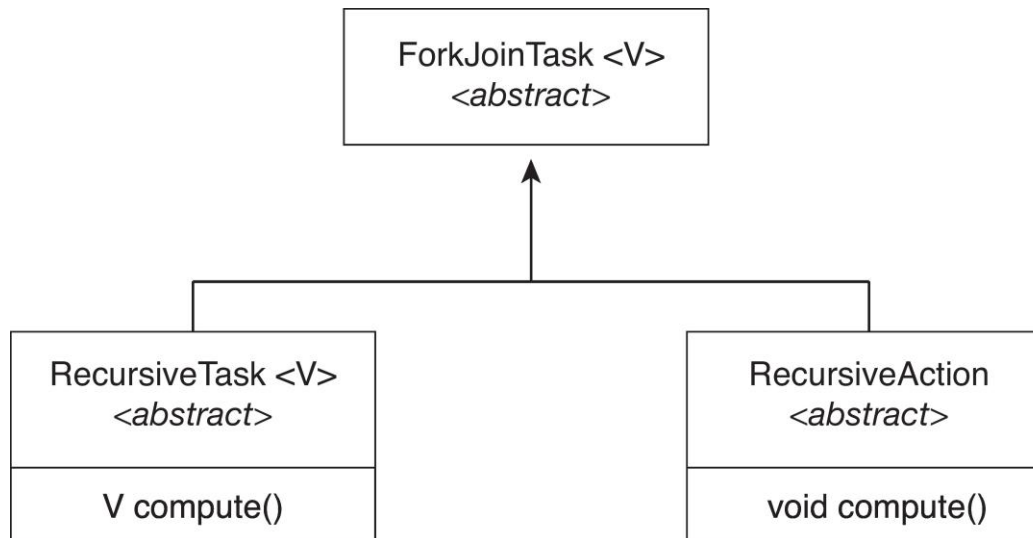 ForkJoinTask <V>
<abstract>
RecursiveTask <V>
<abstract>
V compute()
RecursiveAction
<abstract>
void compute()